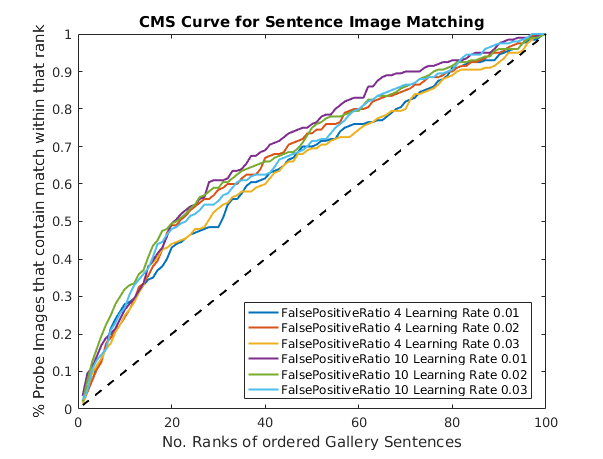 CMS Curve for Sentence Image Matching
% Probe Images that contain match within that rank
1
0.9
0.8
0.7
0.6
0.5
0.4
0.3
0.2
0.1
0
FalsePositiveRatio 4 Learning Rate 0.01
FalsePositiveRatio 4 Learning Rate 0.02
FalsePositiveRatio 4 Learning Rate 0.03
FalsePositiveRatio 10 Learning Rate 0.01
FalsePositiveRatio 10 Learning Rate 0.02
FalsePositiveRatio 10 Learning Rate 0.03
0 20 40 60 80 100
No. Ranks of ordered Gallery Sentences